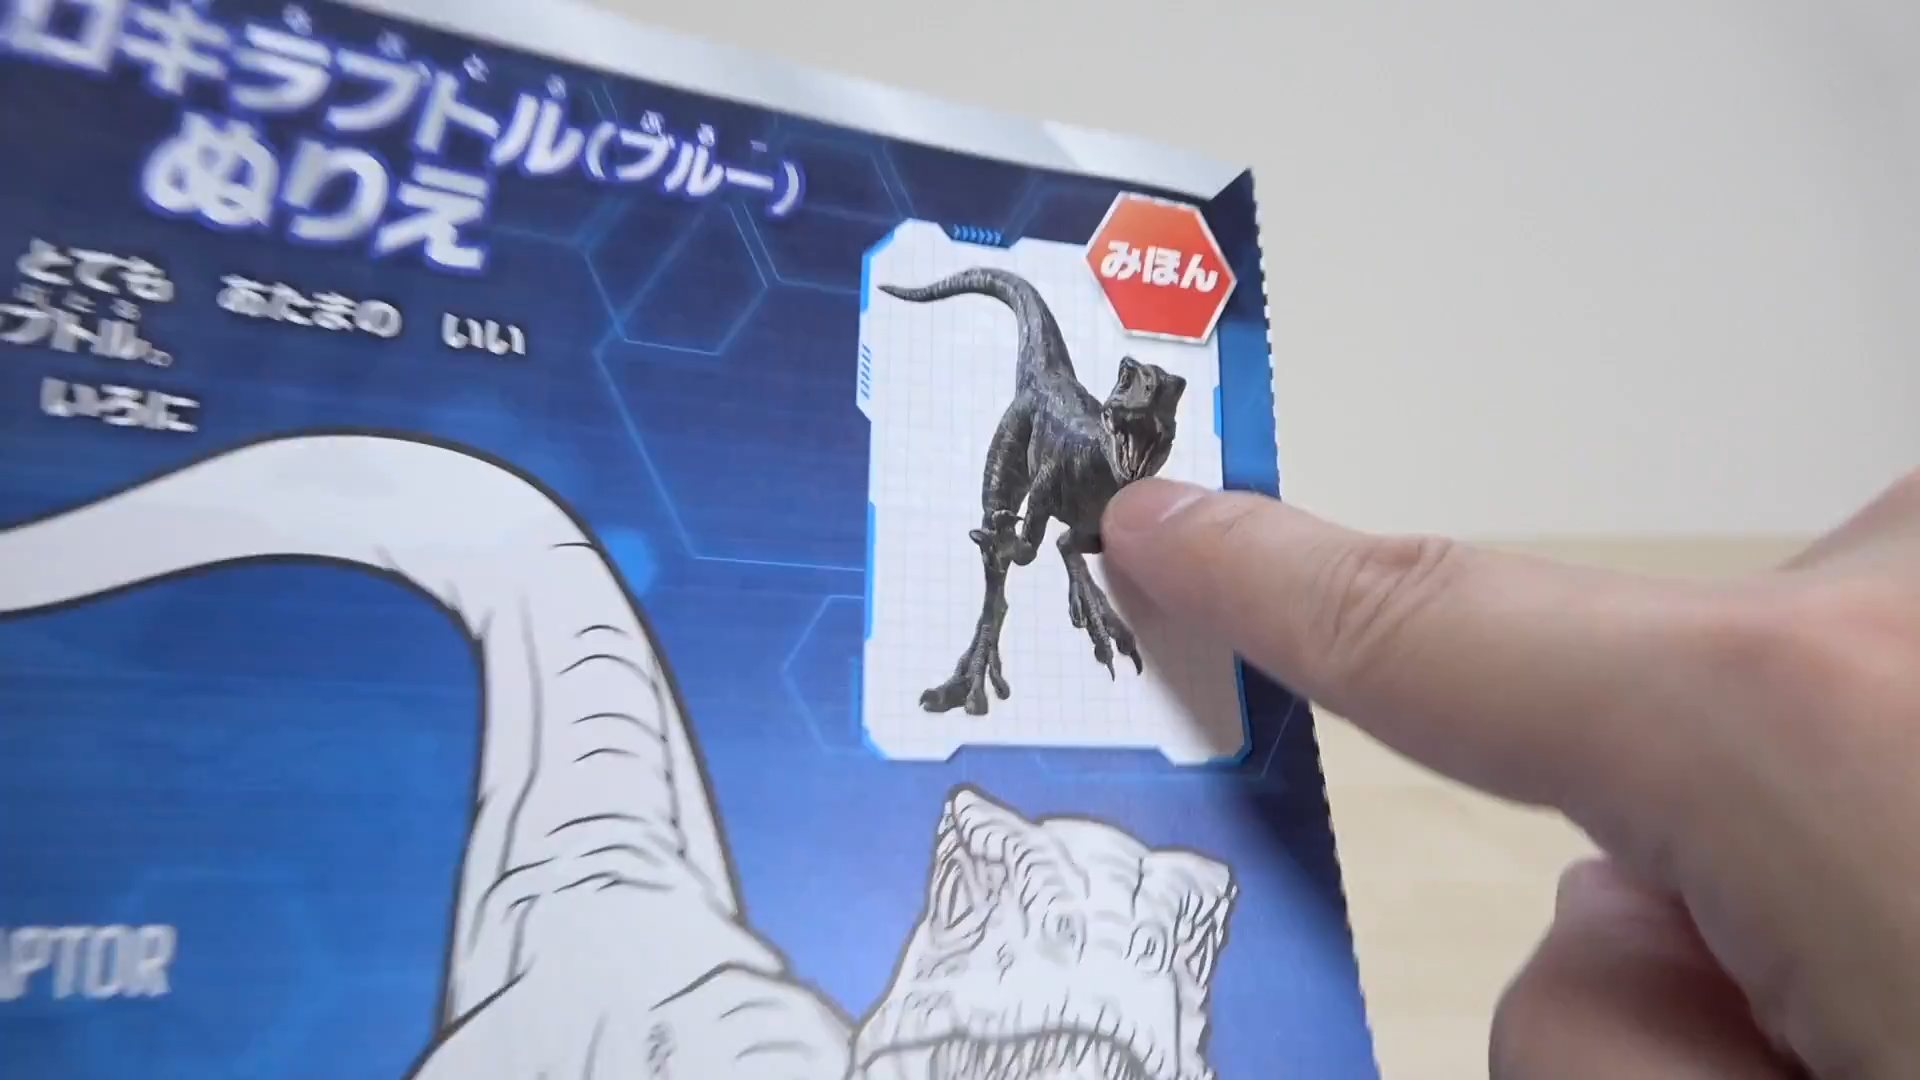 ロキラプトル(ブルー)
ぬりえ
みほん
とても あたまの いい
プトル。
いろに
APTOR